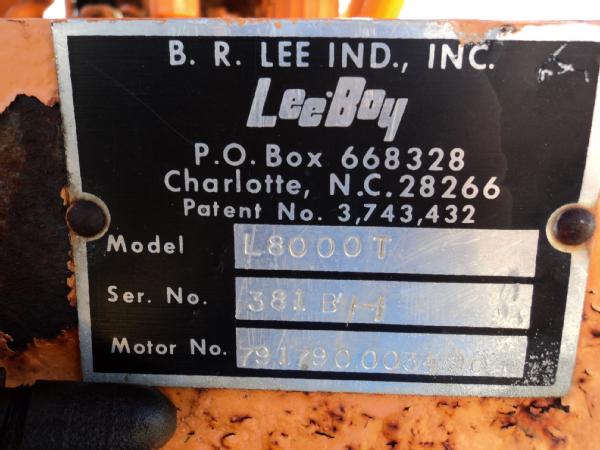 B. R. LEE IND., INC.
LeeBoy
P.O. Box 668328
Charlotte, N.C. 28266
Patent No. 3,743,432
Model L8000T
Ser. No. 381 B
Motor No.